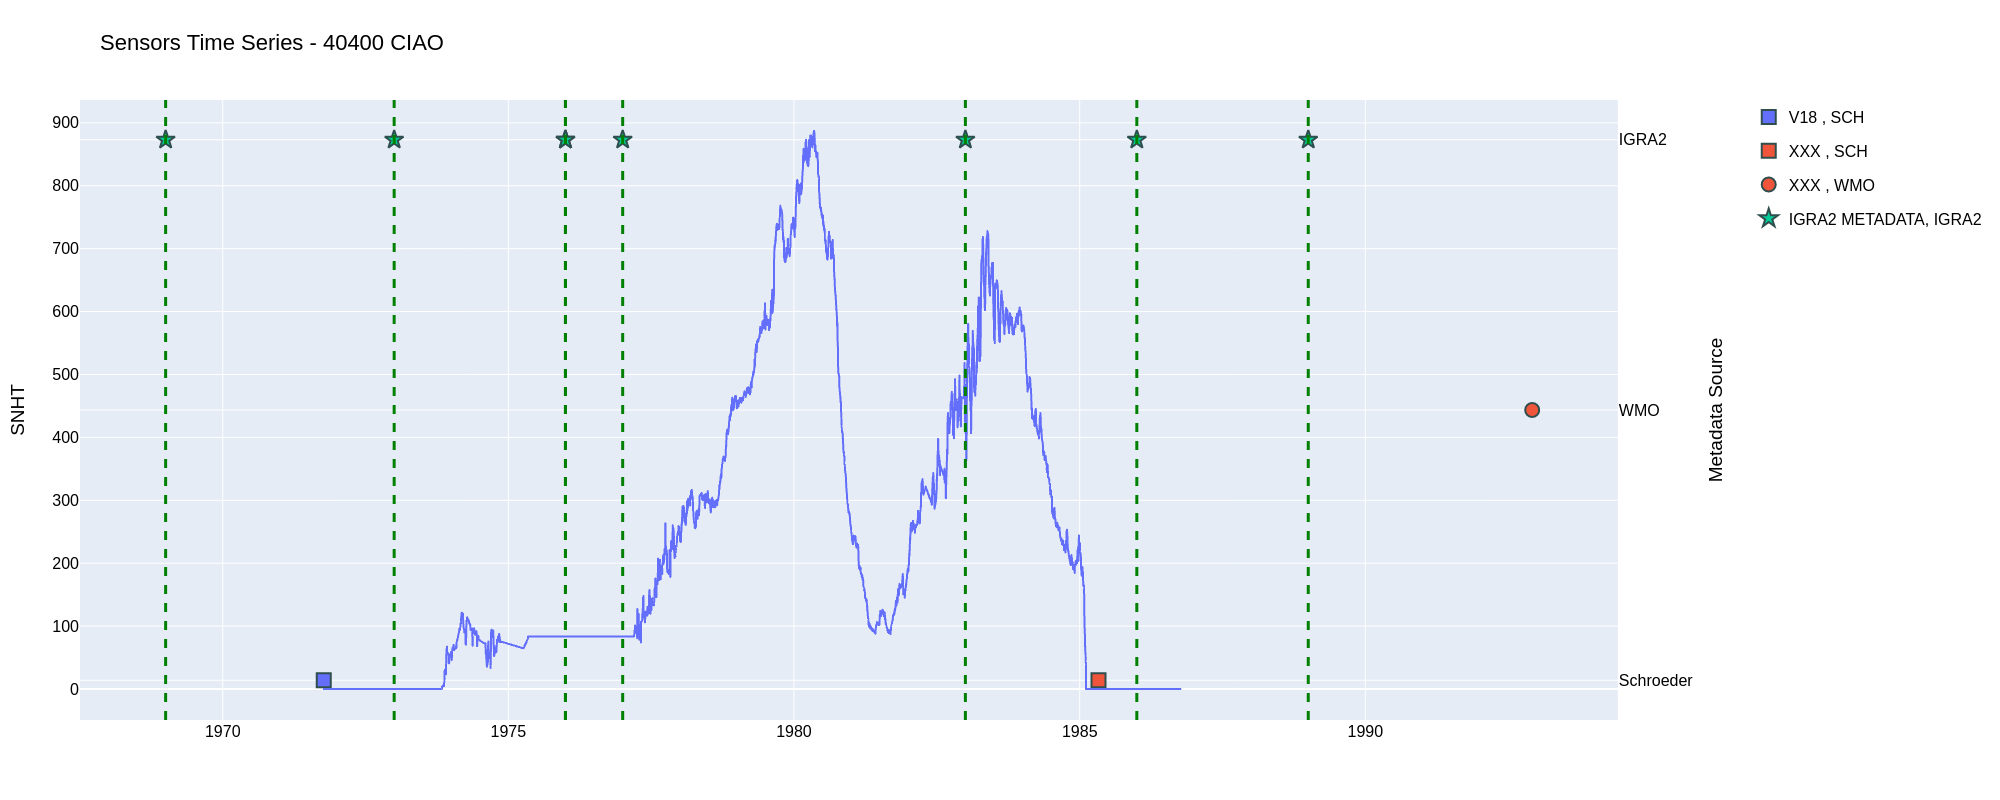 Sensors Time Series - 40400 CIAO
900
800
700
600
500
400
300
200
100
0
SNHT
1970
1975
1980
1985
1990
IGRA2
WMO
Schroeder
Metadata Source
V18 , SCH
XXX , SCH
XXX , WMO
IGRA2 METADATA, IGRA2